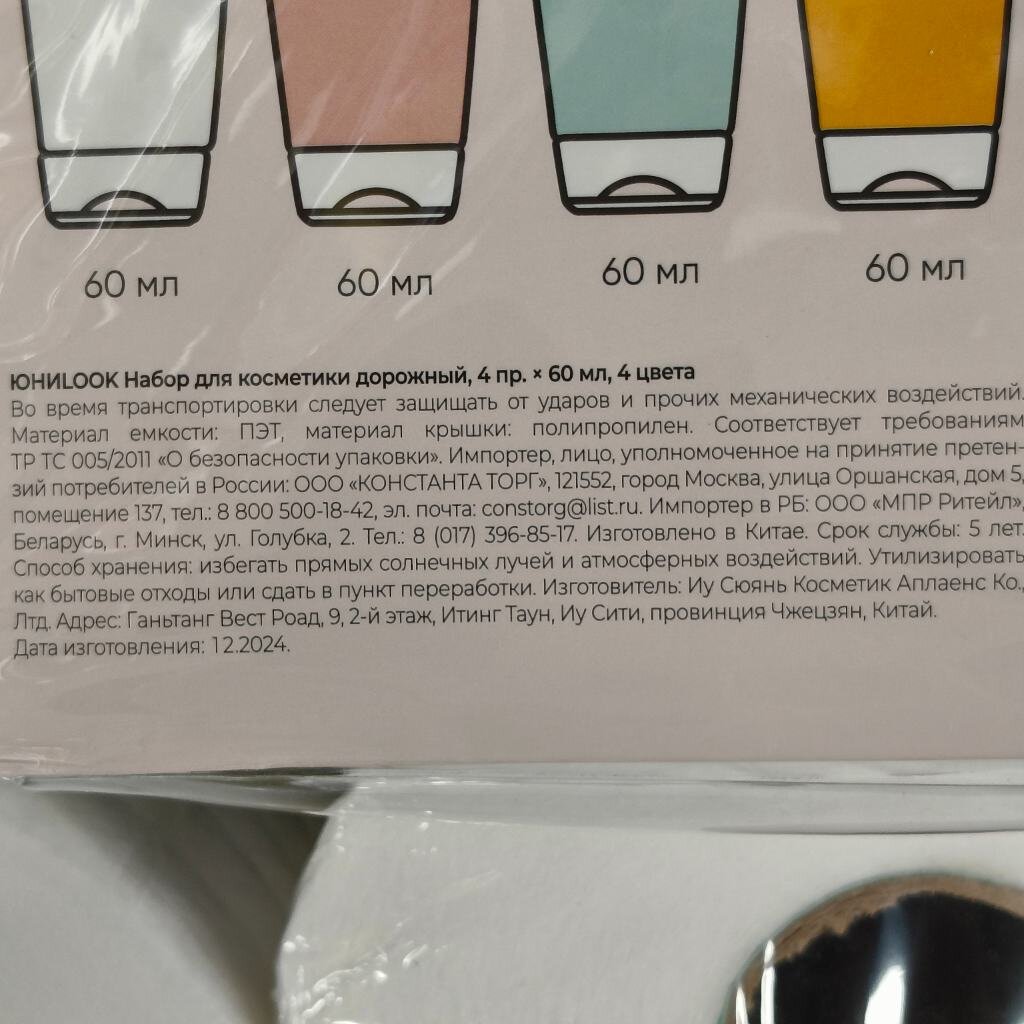 60 мл 60 мл 60 мл 60 мл
ЮНИLOOK Набор для косметики дорожный, 4 пр. × 60 мл, 4 цвета
Во время транспортировки следует защищать от ударов и прочих механических воздействий.
Материал емкости: ПЭТ, материал крышки: полипропилен. Соответствует требованиям
ТР ТС 005/2011 «О безопасности упаковки». Импортер, лицо, уполномоченное на принятие претен-
зий потребителей в России: ООО «КОНСТАНТА ТОРГ», 121552, город Москва, улица Оршанская, дом 5,
помещение 137, тел.: 8 800 500-18-42, эл. почта: constorg@list.ru. Импортер в РБ: ООО «МПР Ритейл»,
Беларусь, г. Минск, ул. Голубка, 2. Тел.: 8 (017) 396-85-17. Изготовлено в Китае. Срок службы: 5 лет.
Способ хранения: избегать прямых солнечных лучей и атмосферных воздействий. Утилизировать
как бытовые отходы или сдать в пункт переработки. Изготовитель: Иу Сюянь Косметик Аплаенс Ко.,
Лтд. Адрес: Ганьтанг Вест Роад, 9, 2-й этаж, Итинг Таун, Иу Сити, провинция Чжецзян, Китай.
Дата изготовления: 12.2024.